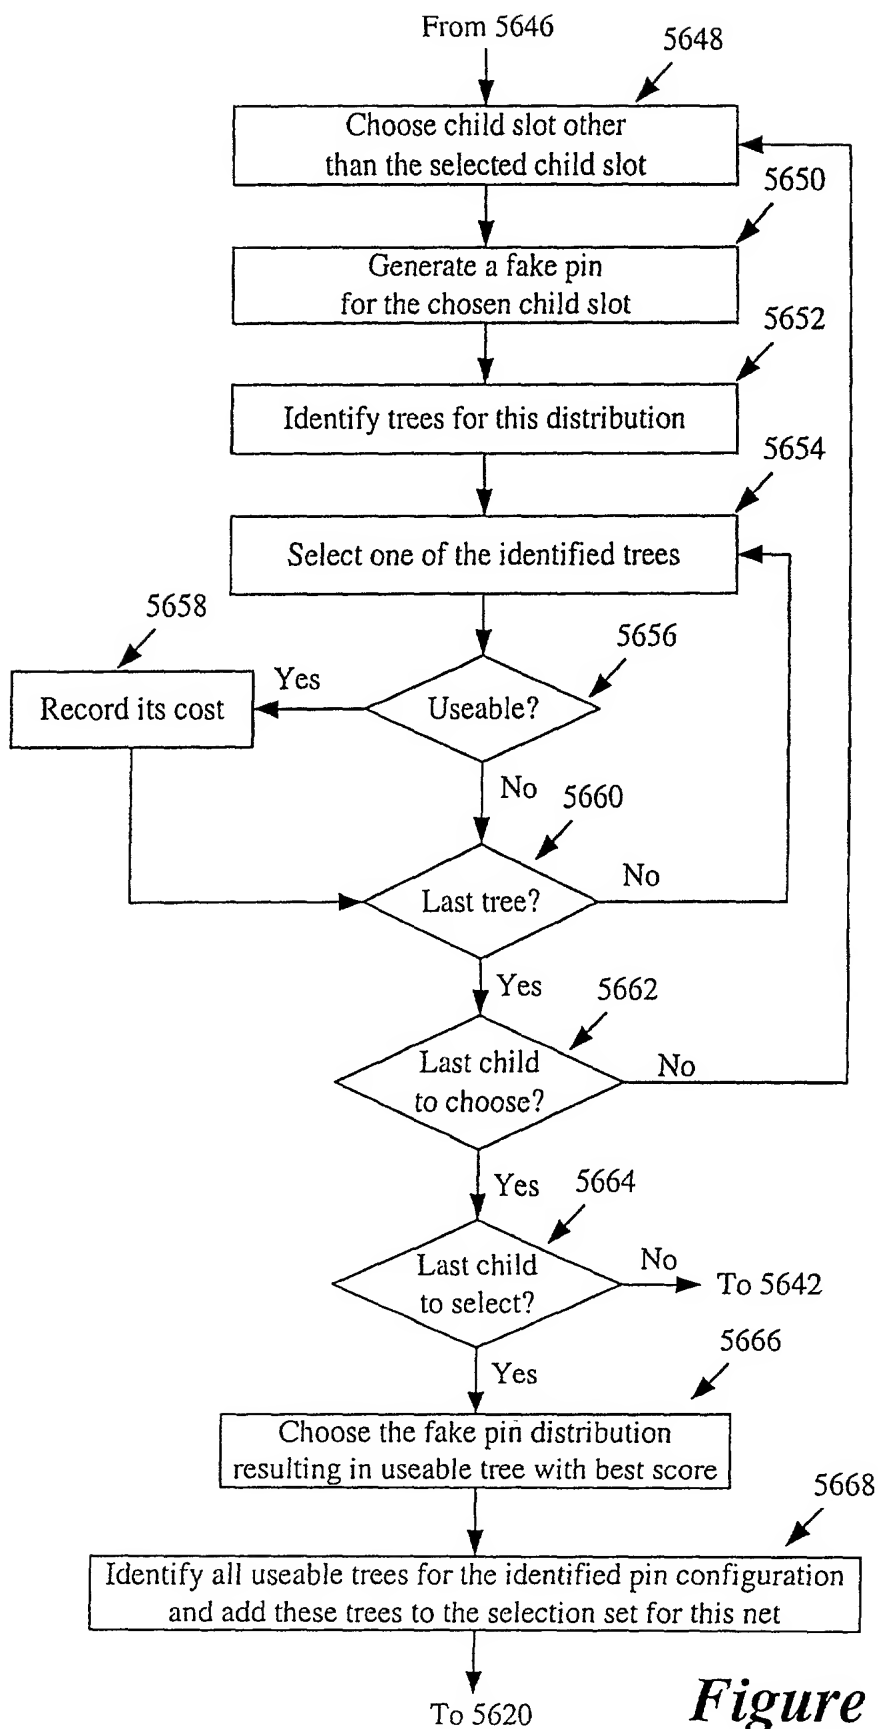 From 5646
5648
Choose child slot other
than the selected child slot
5650
Generate a fake pin
for the chosen child slot
5652
Identify trees for this distribution
5654
Select one of the identified trees
5658
5656
Yes
Record its cost
Useable?
No
5660
No
Last tree?
Yes
5662
Last child
to choose?
No
Yes
5664
Last child
to select?
No
To 5642
5666
Yes
Choose the fake pin distribution
resulting in useable tree with best score
5668
Identify all useable trees for the identified pin configuration
and add these trees to the selection set for this net
To 5620
Figure